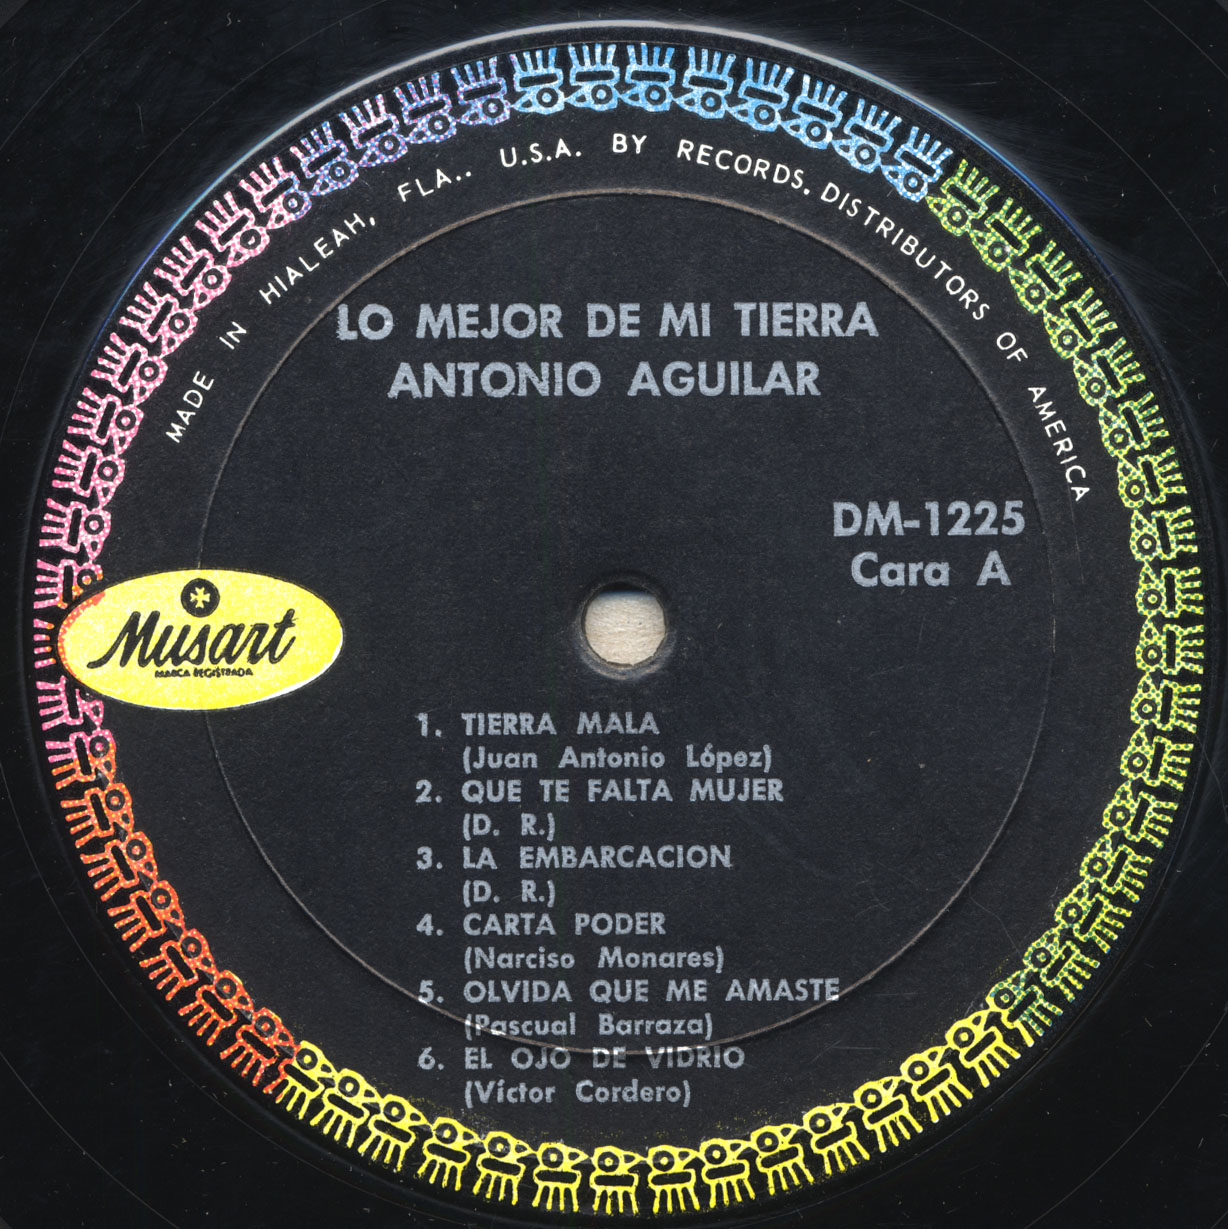 MADE IN HIALEAH, FLA.. U.S.A. BY RECORDS. DISTRIBUTORS OF AMERICA
LO MEJOR DE MI TIERRA
ANTONIO AGUILAR
DM-1225
Cara A
Musart
MARCA REGISTRADA
1. TIERRA MALA
(Juan Antonio López)
2. QUE TE FALTA MUJER
(D. R.)
3. LA EMBARCACION
(D. R.)
4. CARTA PODER
(Narciso Monares)
5. OLVIDA QUE ME AMASTE
(Pascual Barraza)
6. EL OJO DE VIDRIO
(Víctor Cordero)